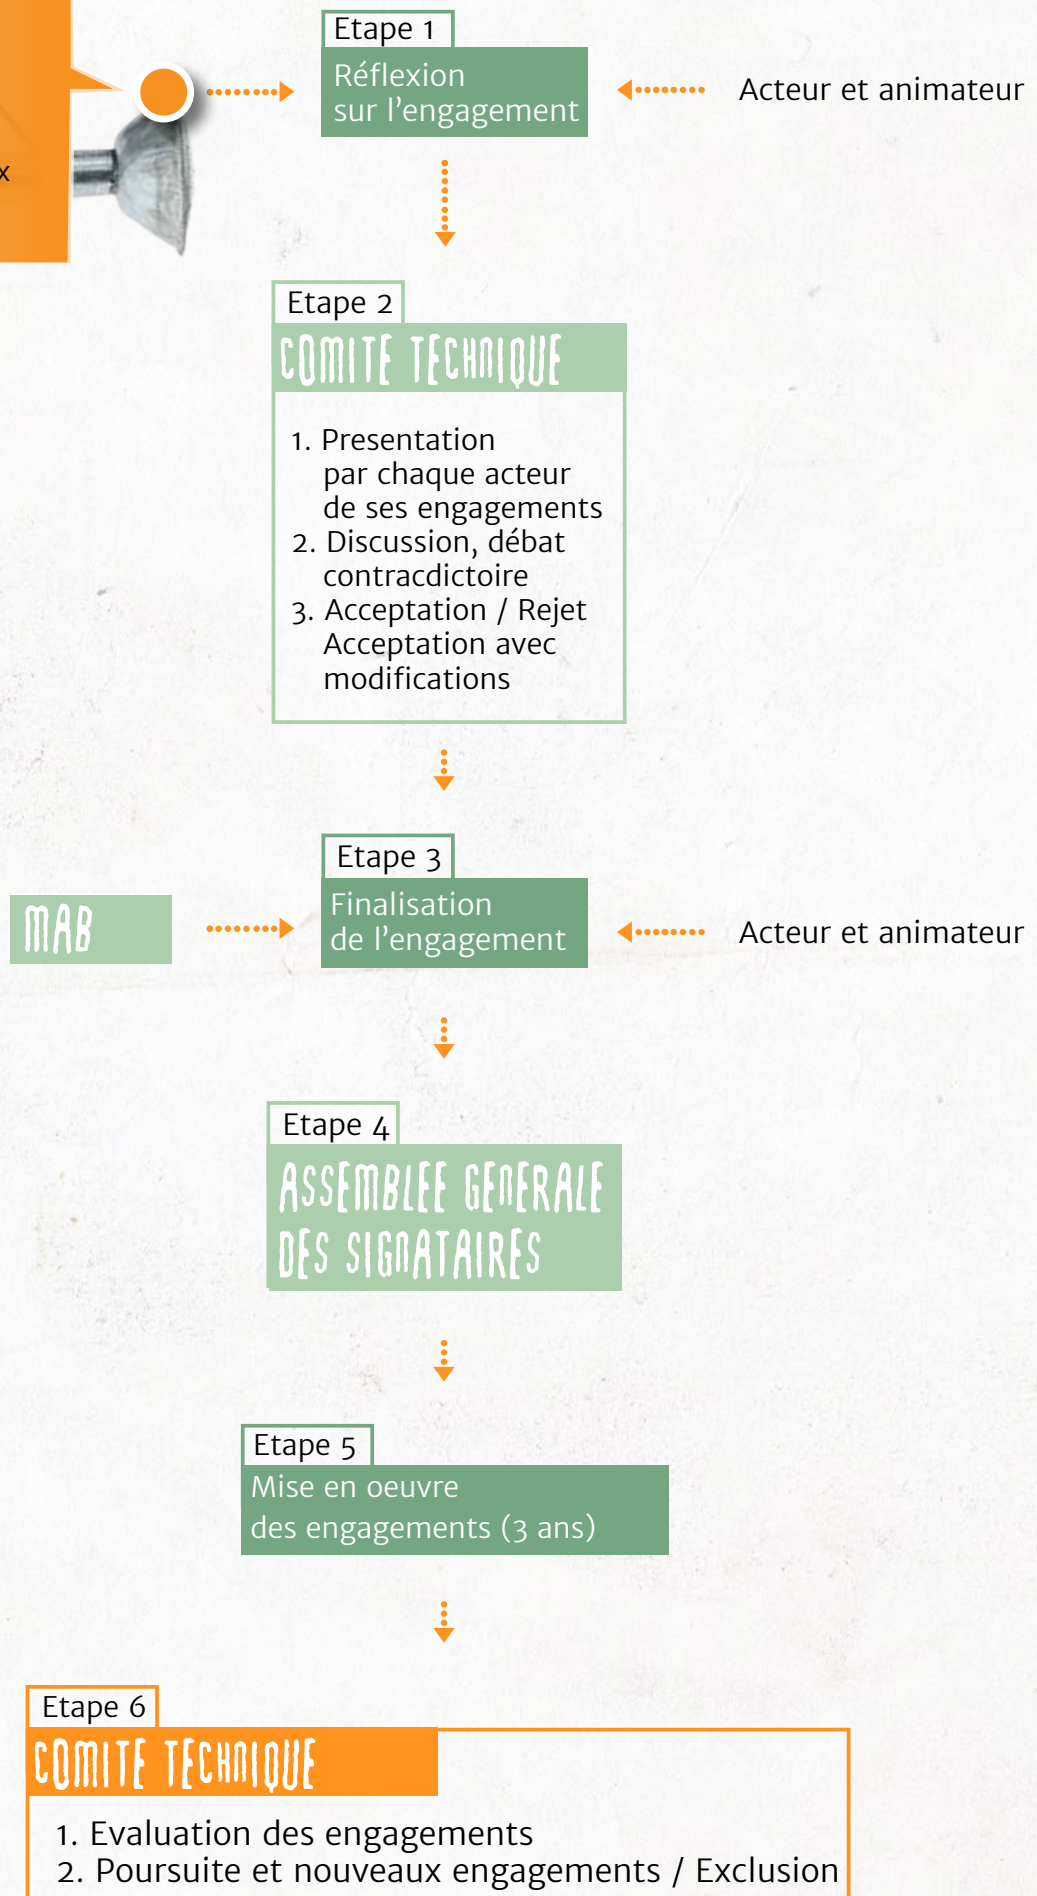 Etape 1
Réflexion
sur l'engagement
Acteur et animateur
x
Etape 2
COMITE TECHNIQUE
1. Presentation
par chaque acteur
de ses engagements
2. Discussion, débat
contracdictoire
3. Acceptation / Rejet
Acceptation avec
modifications
Etape 3
MAB
Finalisation
de l'engagement
Acteur et animateur
Etape 4
ASSEMBLEE GENERALE
DES SIGNATAIRES
Etape 5
Mise en oeuvre
des engagements (3 ans)
Etape 6
COMITE TECHNIQUE
1. Evaluation des engagements
2. Poursuite et nouveaux engagements / Exclusion